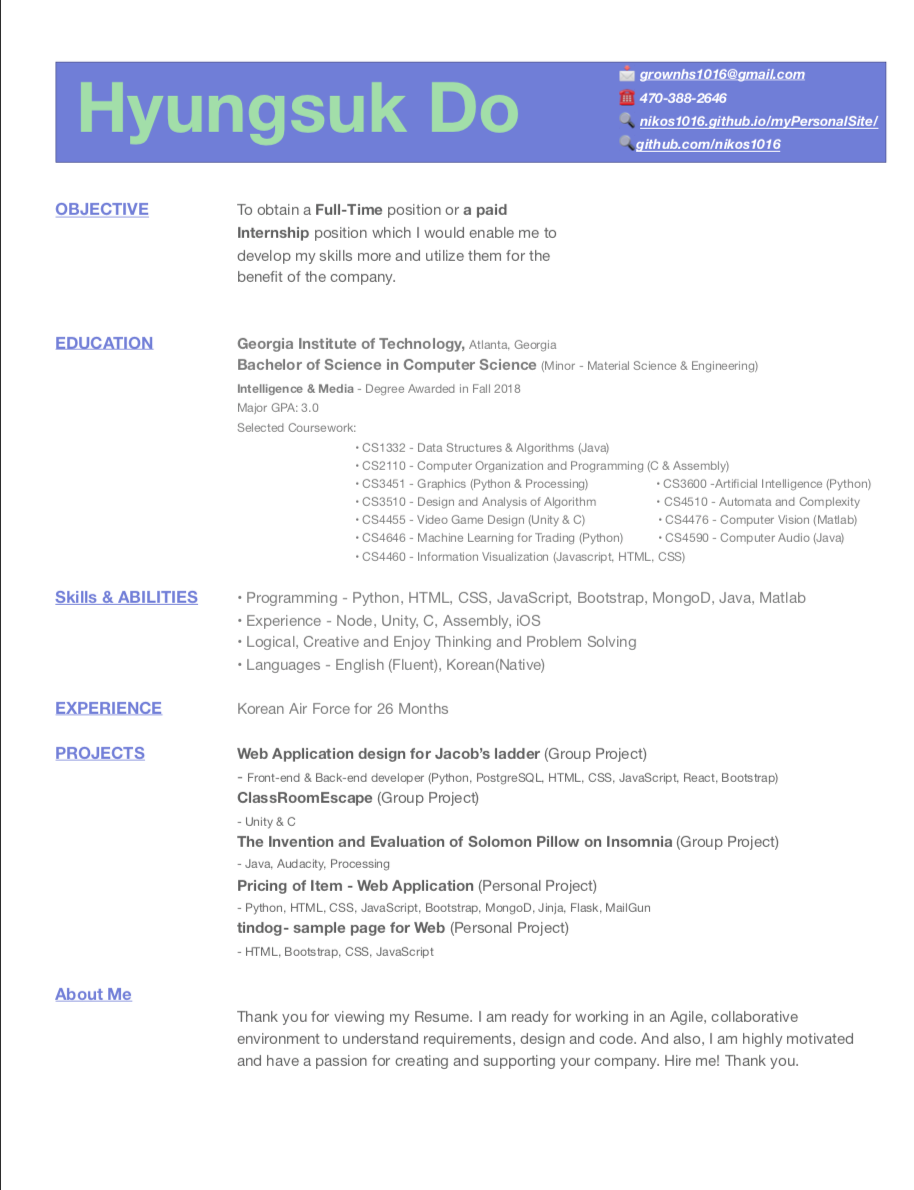 Hyungsuk Do
grownhs1016@gmail.com
470-388-2646
nikos1016.github.io/myPersonalSite/
github.com/nikos1016
OBJECTIVE
To obtain a Full-Time position or a paid
Internship position which I would enable me to
develop my skills more and utilize them for the
benefit of the company.
EDUCATION
Georgia Institute of Technology, Atlanta, Georgia
Bachelor of Science in Computer Science (Minor - Material Science & Engineering)
Intelligence & Media - Degree Awarded in Fall 2018
Major GPA: 3.0
Selected Coursework:
• CS1332 - Data Structures & Algorithms (Java)
• CS2110 - Computer Organization and Programming (C & Assembly)
• CS3451 - Graphics (Python & Processing) • CS3600 -Artificial Intelligence (Python)
• CS3510 - Design and Analysis of Algorithm • CS4510 - Automata and Complexity
• CS4455 - Video Game Design (Unity & C) • CS4476 - Computer Vision (Matlab)
• CS4646 - Machine Learning for Trading (Python) • CS4590 - Computer Audio (Java)
• CS4460 - Information Visualization (Javascript, HTML, CSS)
Skills & ABILITIES
• Programming - Python, HTML, CSS, JavaScript, Bootstrap, MongoD, Java, Matlab
• Experience - Node, Unity, C, Assembly, iOS
• Logical, Creative and Enjoy Thinking and Problem Solving
• Languages - English (Fluent), Korean(Native)
EXPERIENCE
Korean Air Force for 26 Months
PROJECTS
Web Application design for Jacob's ladder (Group Project)
- Front-end & Back-end developer (Python, PostgreSQL, HTML, CSS, JavaScript, React, Bootstrap)
ClassRoomEscape (Group Project)
- Unity & C
The Invention and Evaluation of Solomon Pillow on Insomnia (Group Project)
- Java, Audacity, Processing
Pricing of Item - Web Application (Personal Project)
- Python, HTML, CSS, JavaScript, Bootstrap, MongoD, Jinja, Flask, MailGun
tindog- sample page for Web (Personal Project)
- HTML, Bootstrap, CSS, JavaScript
About Me
Thank you for viewing my Resume. I am ready for working in an Agile, collaborative
environment to understand requirements, design and code. And also, I am highly motivated
and have a passion for creating and supporting your company. Hire me! Thank you.